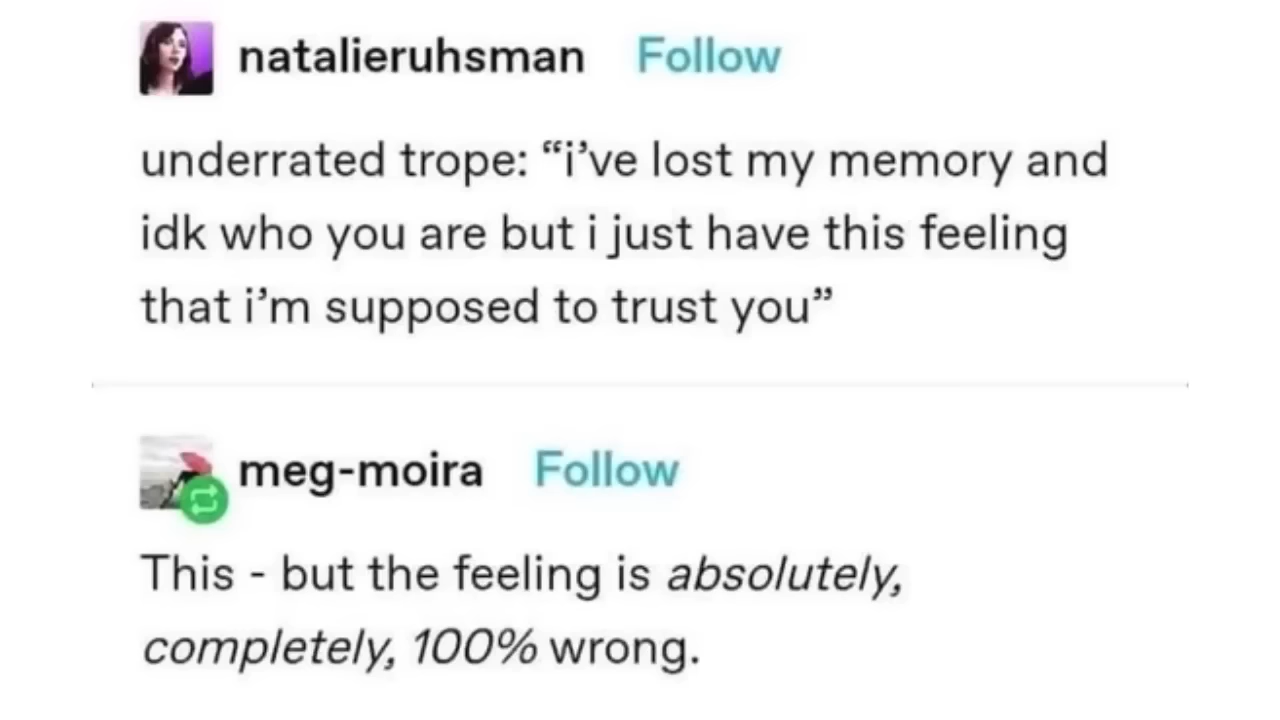 natalieruhsman Follow
underrated trope: “i’ve lost my memory and
idk who you are but i just have this feeling
that i’m supposed to trust you”
meg-moira Follow
This - but the feeling is absolutely,
completely, 100% wrong.